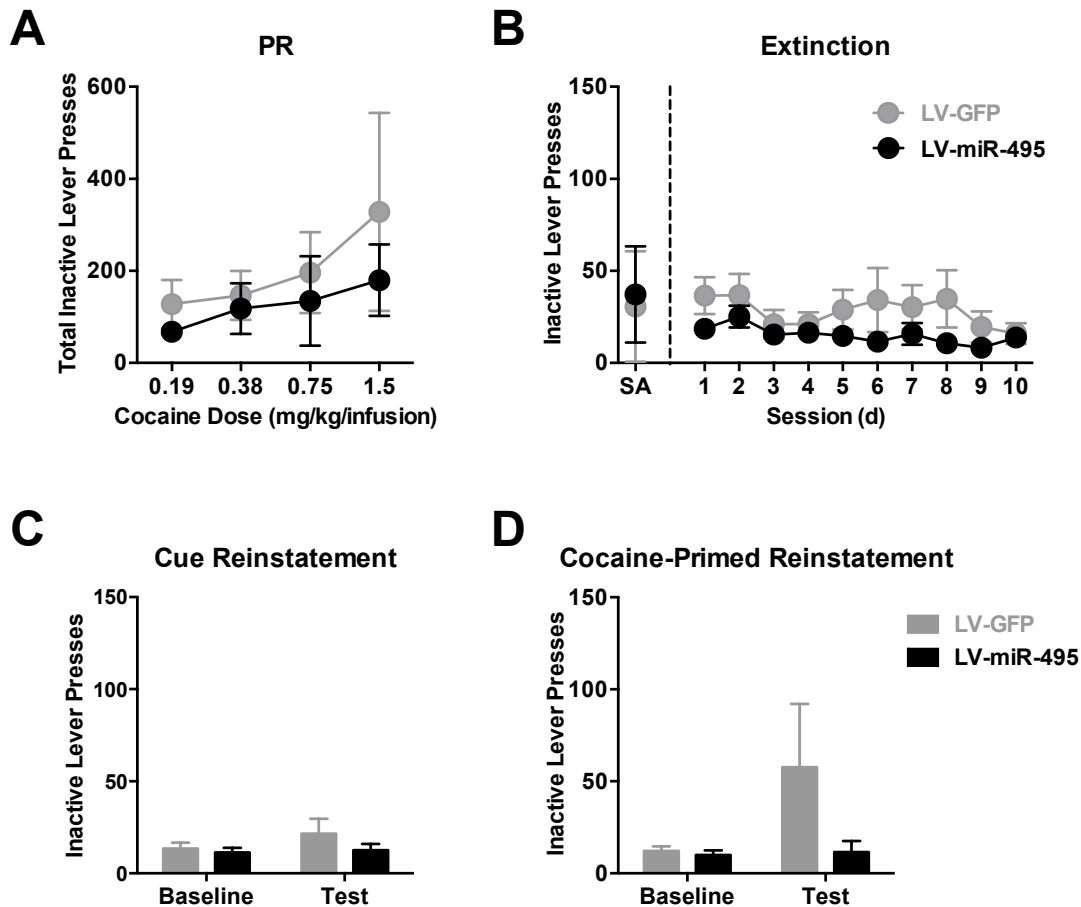 A
PR
Total Inactive Lever Presses
600
400
200
0
0.19 0.38 0.75 1.5
Cocaine Dose (mg/kg/infusion)
B
Extinction
Inactive Lever Presses
150
100
50
0
LV-GFP
LV-miR-495
SA 1 2 3 4 5 6 7 8 9 10
Session (d)
C
Cue Reinstatement
Inactive Lever Presses
150
100
50
0
Baseline Test
D
Cocaine-Primed Reinstatement
Inactive Lever Presses
150
100
50
0
LV-GFP
LV-miR-495
Baseline Test